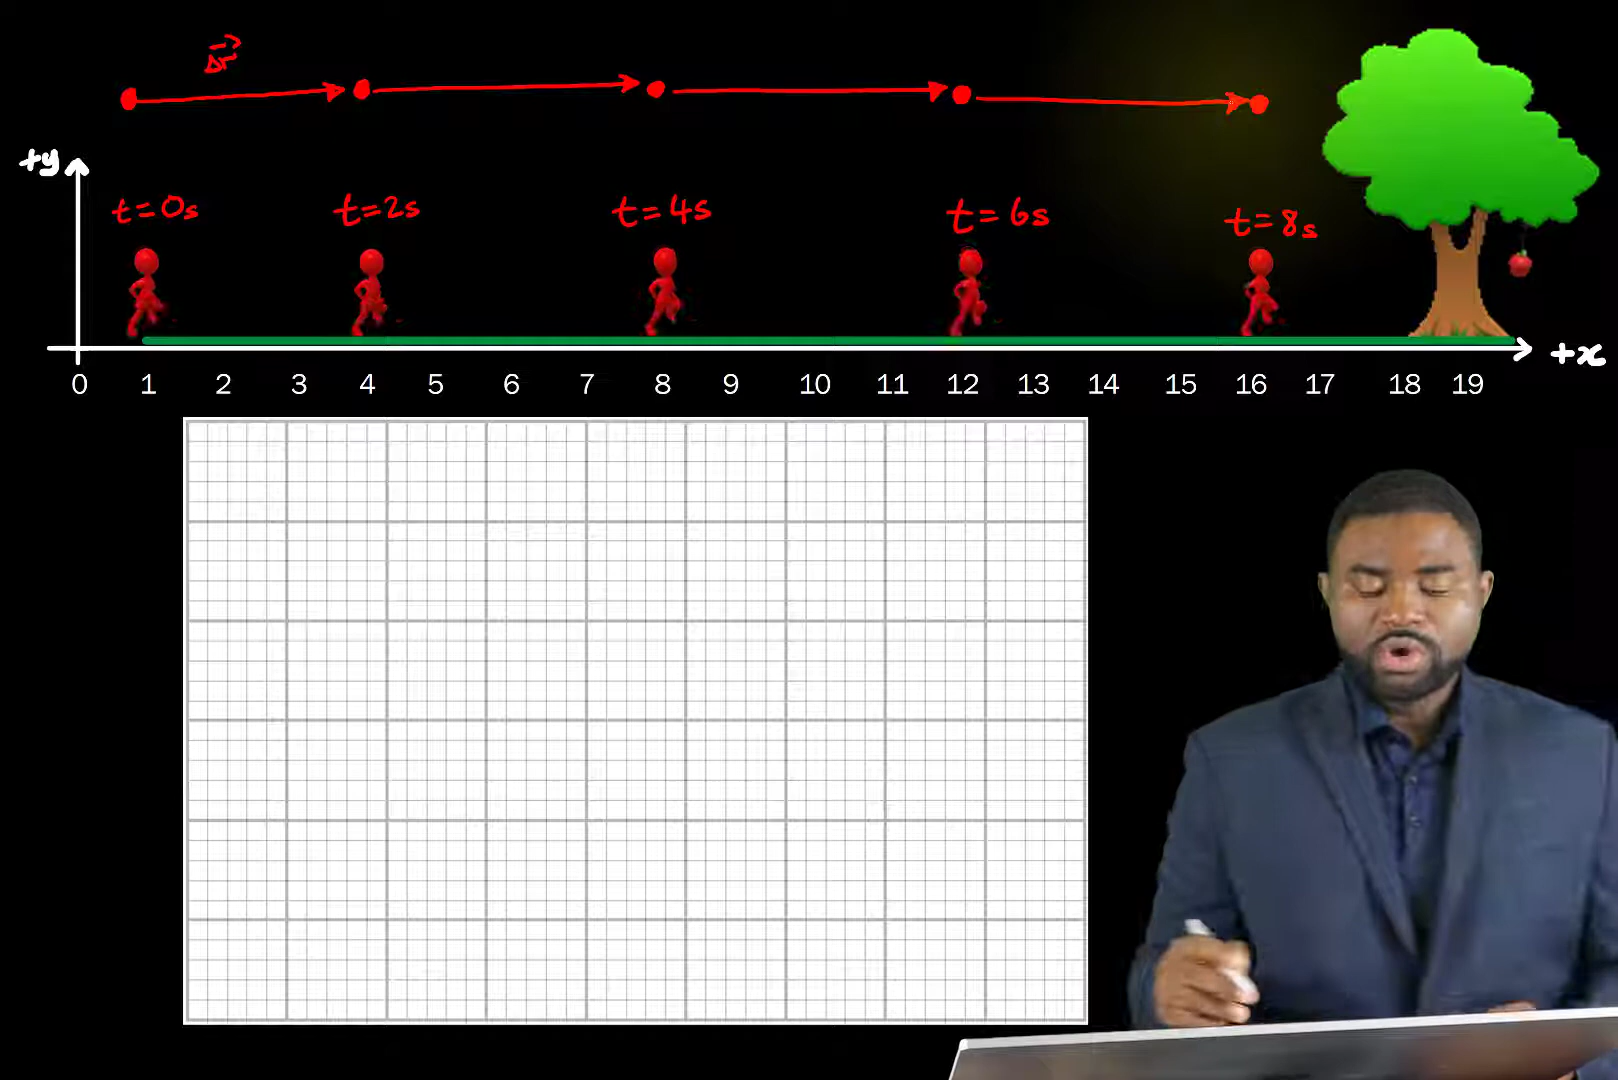 Δr
+y
t=0s t=2s t=4s t=6s t=8s
+x
0 1 2 3 4 5 6 7 8 9 10 11 12 13 14 15 16 17 18 19